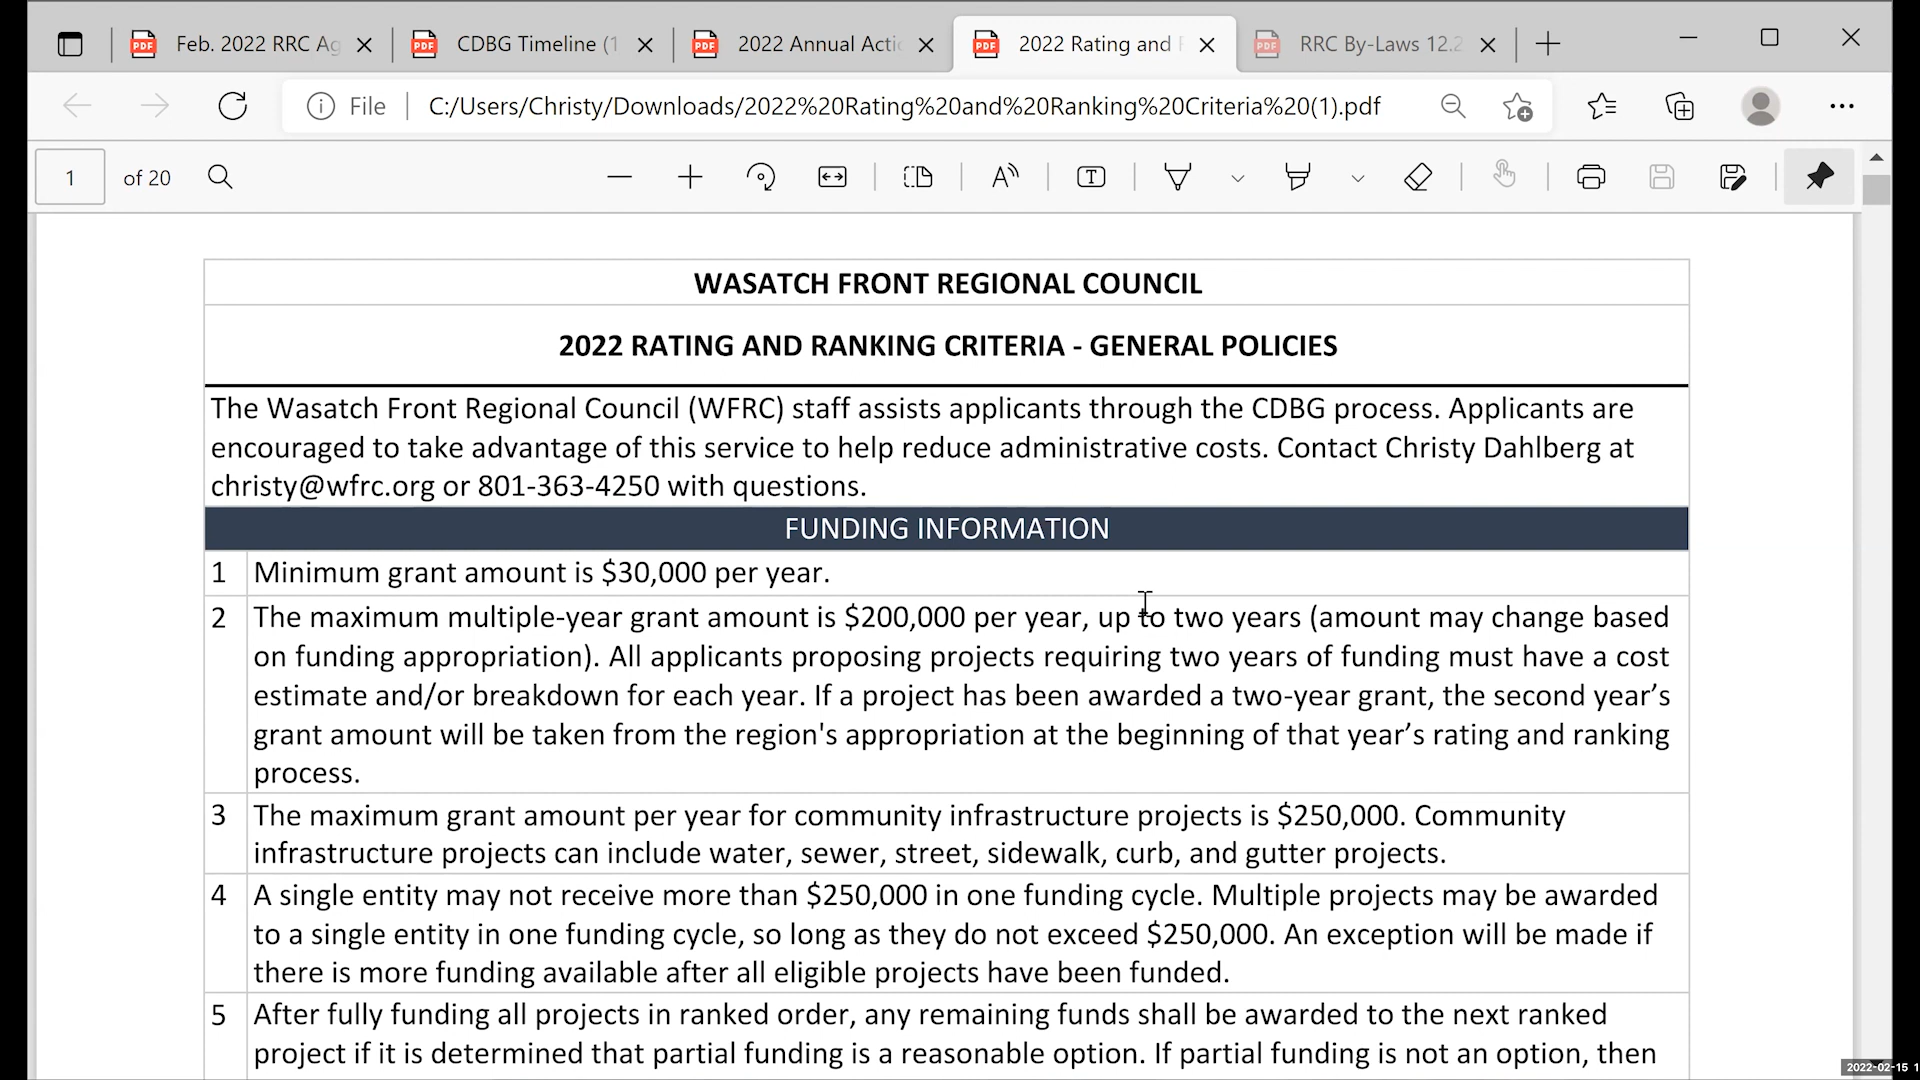 Feb. 2022 RRC Ag
CDBG Timeline (1
2022 Annual Acti
2022 Rating and
RRC By-Laws 12.2
File
C:/Users/Christy/Downloads/2022%20Rating%20and%20Ranking%20Criteria%20(1).pdf
1 of 20
WASATCH FRONT REGIONAL COUNCIL
2022 RATING AND RANKING CRITERIA - GENERAL POLICIES
The Wasatch Front Regional Council (WFRC) staff assists applicants through the CDBG process. Applicants are
encouraged to take advantage of this service to help reduce administrative costs. Contact Christy Dahlberg at
christy@wfrc.org or 801-363-4250 with questions.
FUNDING INFORMATION
1 Minimum grant amount is $30,000 per year.
2 The maximum multiple-year grant amount is $200,000 per year, up to two years (amount may change based
on funding appropriation). All applicants proposing projects requiring two years of funding must have a cost
estimate and/or breakdown for each year. If a project has been awarded a two-year grant, the second year’s
grant amount will be taken from the region's appropriation at the beginning of that year’s rating and ranking
process.
3 The maximum grant amount per year for community infrastructure projects is $250,000. Community
infrastructure projects can include water, sewer, street, sidewalk, curb, and gutter projects.
4 A single entity may not receive more than $250,000 in one funding cycle. Multiple projects may be awarded
to a single entity in one funding cycle, so long as they do not exceed $250,000. An exception will be made if
there is more funding available after all eligible projects have been funded.
5 After fully funding all projects in ranked order, any remaining funds shall be awarded to the next ranked
project if it is determined that partial funding is a reasonable option. If partial funding is not an option, then
2022-02-15 1